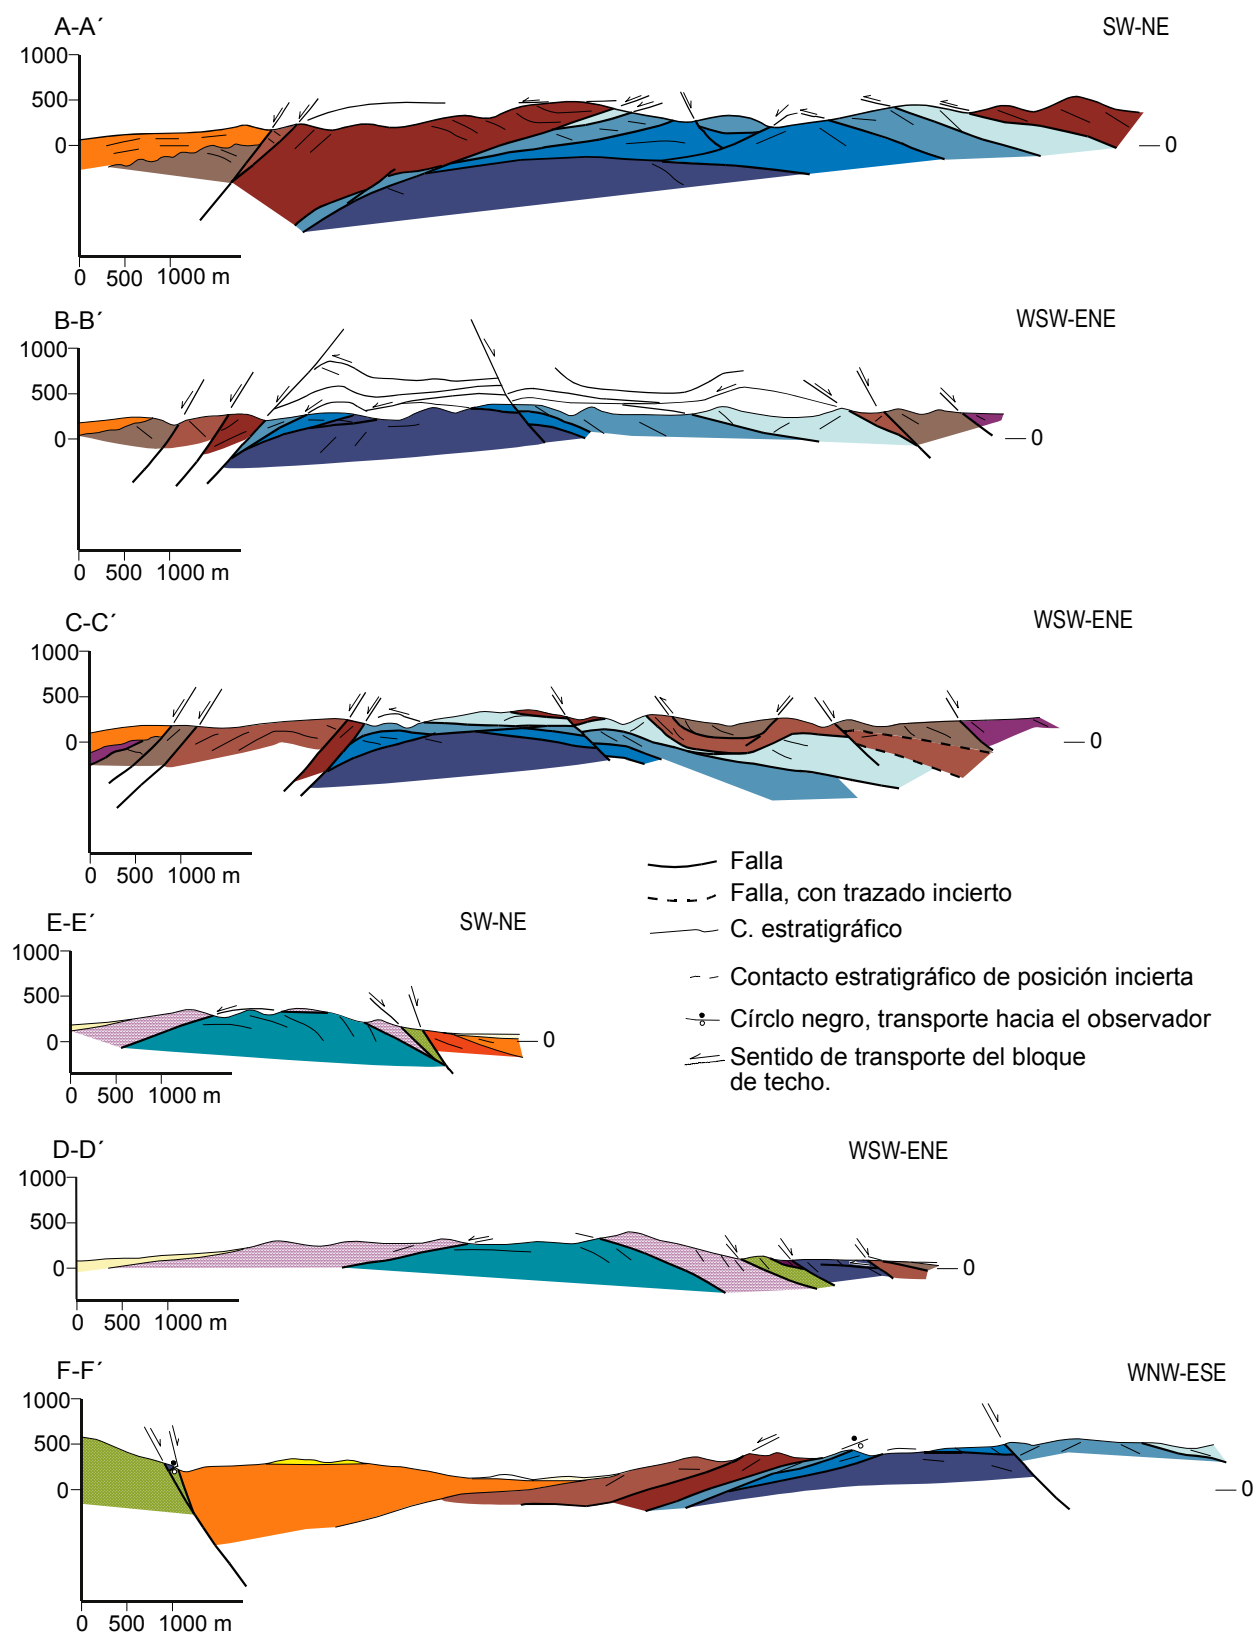 A-A´
SW-NE
1000
500
0
0
0 500 1000 m
B-B´
WSW-ENE
1000
500
0
0
0 500 1000 m
C-C´
WSW-ENE
1000
500
0
0
0 500 1000 m
Falla
Falla, con trazado incierto
C. estratigráfico
Contacto estratigráfico de posición incierta
Círclo negro, transporte hacia el observador
Sentido de transporte del bloque
de techo.
E-E´
SW-NE
1000
500
0
0
0 500 1000 m
D-D´
WSW-ENE
1000
500
0
0
0 500 1000 m
F-F´
WNW-ESE
1000
500
0
0
0 500 1000 m